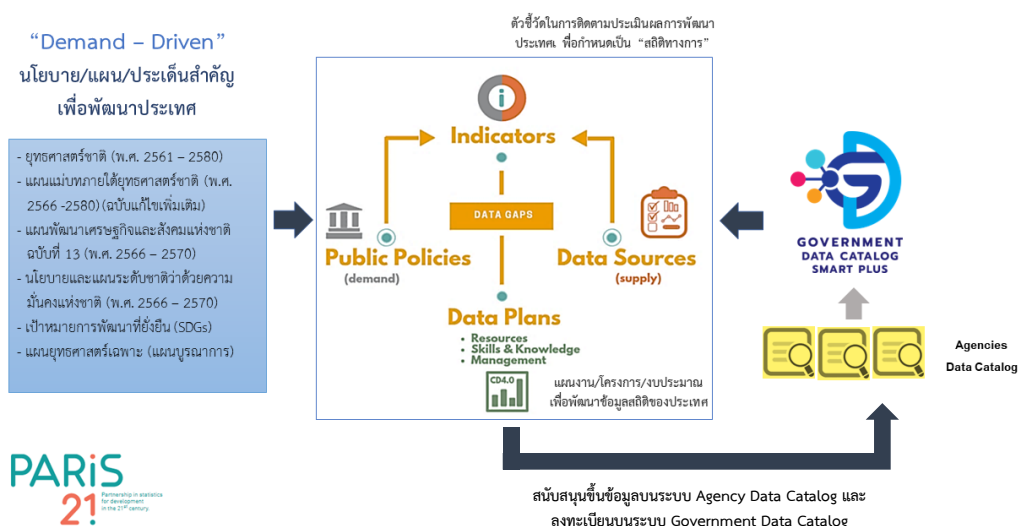 “Demand – Driven”
นโยบาย/แผน/ประเด็นสำคัญ
เพื่อพัฒนาประเทศ
- ยุทธศาสตร์ชาติ (พ.ศ. 2561 – 2580)
- แผนแม่บทภายใต้ยุทธศาสตร์ชาติ (พ.ศ.
2566 -2580) (ฉบับแก้ไขเพิ่มเติม)
- แผนพัฒนาเศรษฐกิจและสังคมแห่งชาติ
ฉบับที่ 13 (พ.ศ. 2566 – 2570)
- นโยบายและแผนระดับชาติว่าด้วยความ
มั่นคงแห่งชาติ (พ.ศ. 2566 – 2570)
- เป้าหมายการพัฒนาที่ยั่งยืน (SDGs)
- แผนยุทธศาสตร์เฉพาะ (แผนบูรณาการ)
ตัวชี้วัดในการติดตามประเมินผลการพัฒนา
ประเทศ เพื่อกำหนดเป็น “สถิติทางการ”
Indicators
DATA GAPS
Public Policies
(demand)
Data Sources
(supply)
Data Plans
• Resources
• Skills & Knowledge
• Management
CD4.0
แผนงาน/โครงการ/งบประมาณ
เพื่อพัฒนาข้อมูลสถิติของประเทศ
GOVERNMENT
DATA CATALOG
SMART PLUS
Agencies
Data Catalog
สนับสนุนขึ้นข้อมูลบนระบบ Agency Data Catalog และ
ลงทะเบียนบนระบบ Government Data Catalog
PARiS
21
Partnership in statistics
for development
in the 21st century.